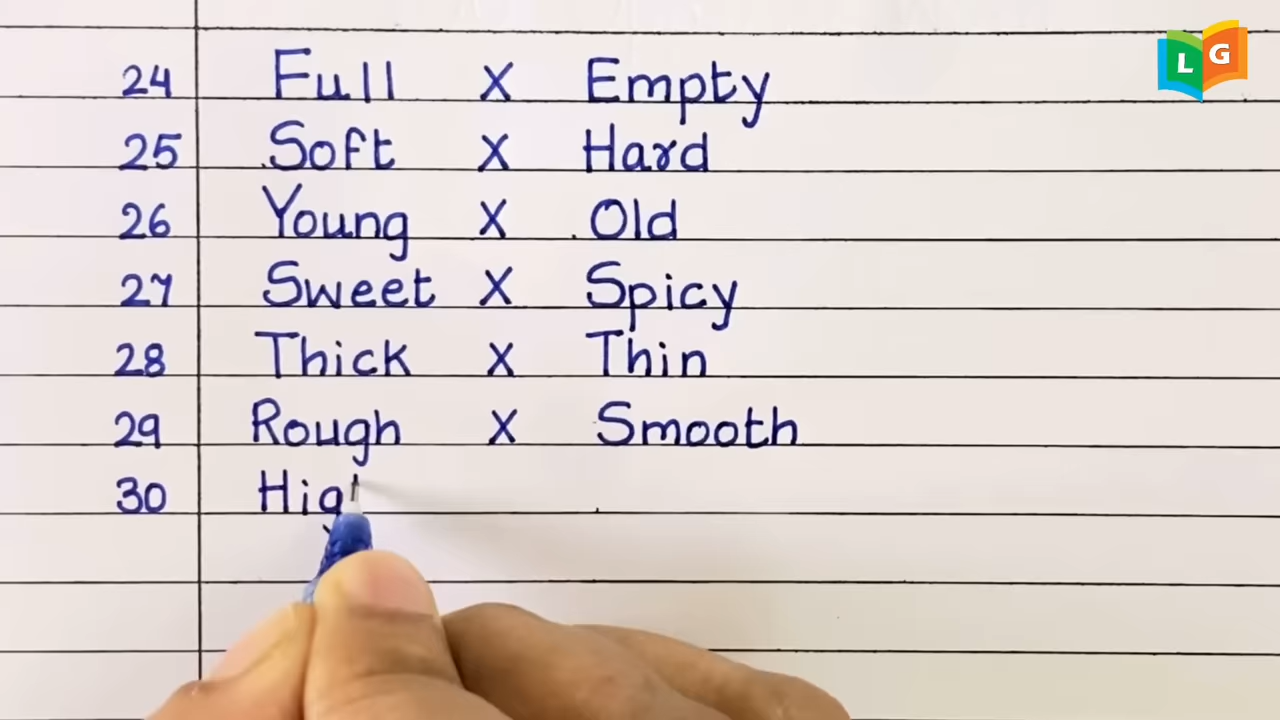 L G
24 Full X Empty
25 Soft X Hard
26 Young X Old
27 Sweet X Spicy
28 Thick X Thin
29 Rough X Smooth
30